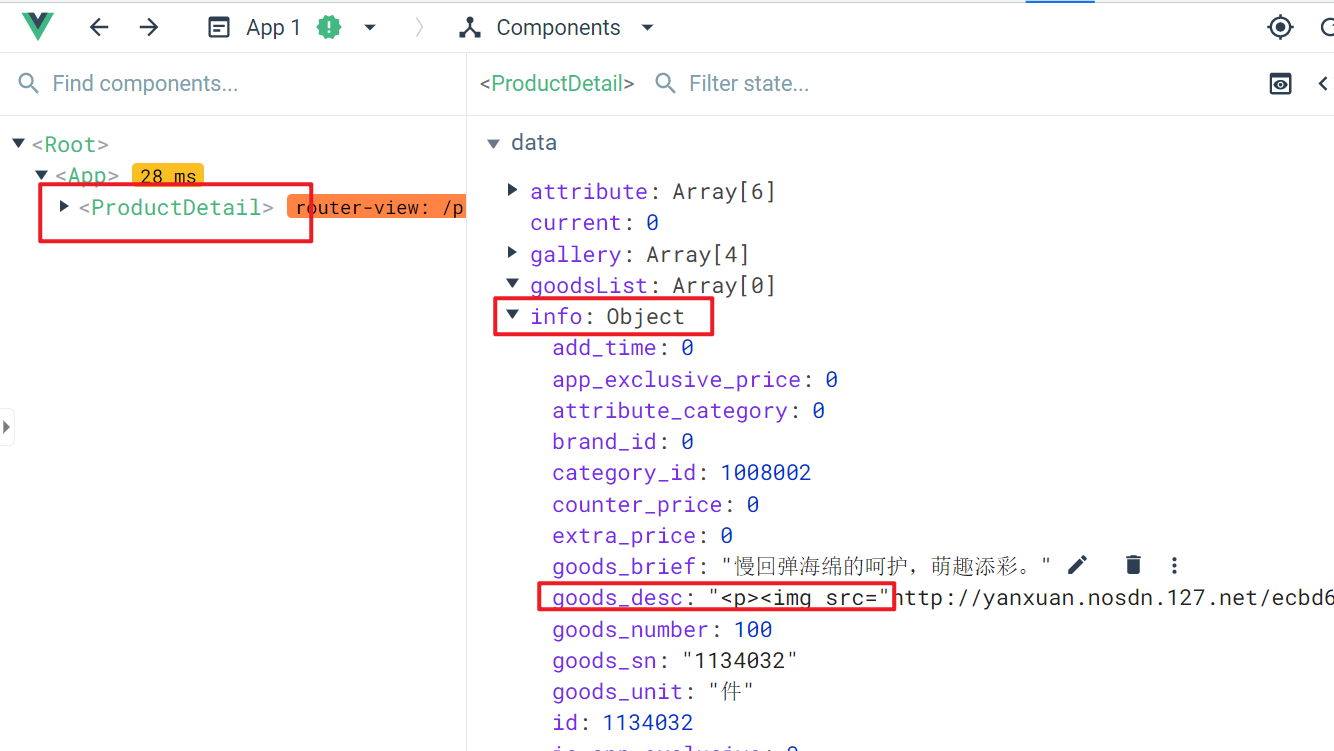 App 1 Components
Find components...
<ProductDetail> Filter state...
<Root>
<App> 28 ms
<ProductDetail> router-view: /p
data
attribute: Array[6]
current: 0
gallery: Array[4]
goodsList: Array[0]
info: Object
add_time: 0
app_exclusive_price: 0
attribute_category: 0
brand_id: 0
category_id: 1008002
counter_price: 0
extra_price: 0
goods_brief: "慢回弹海绵的呵护，萌趣添彩。"
goods_desc: "<p><img src="http://yanxuan.nosdn.127.net/ecbd6
goods_number: 100
goods_sn: "1134032"
goods_unit: "件"
id: 1134032